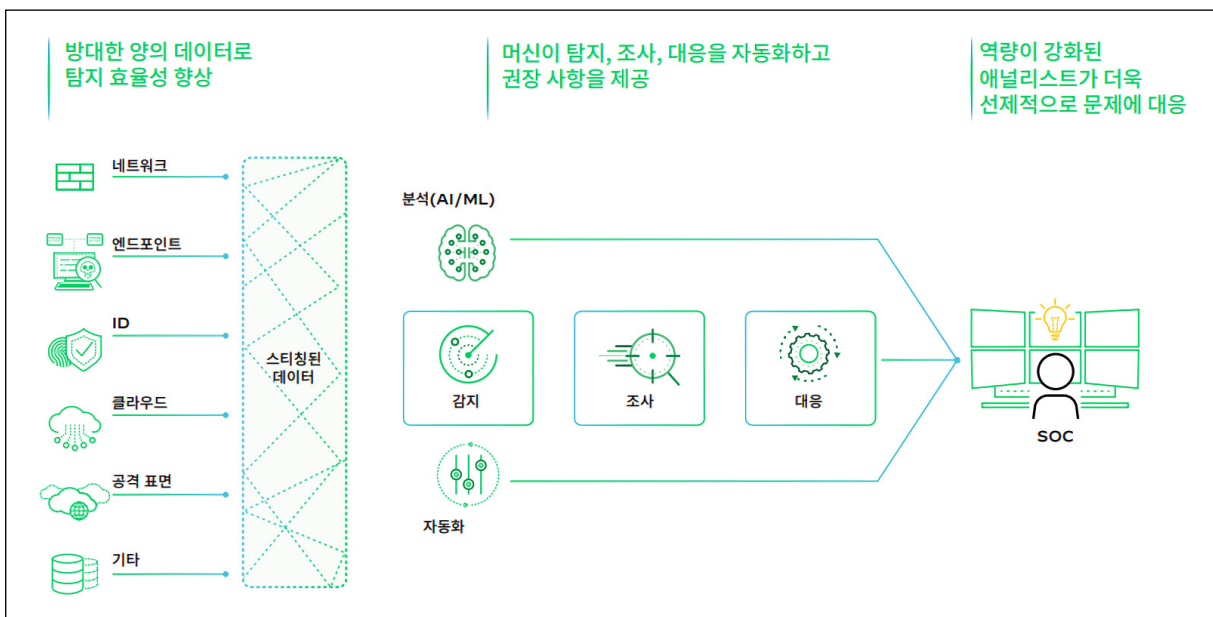 방대한 양의 데이터로
탐지 효율성 향상
머신이 탐지, 조사, 대응을 자동화하고
권장 사항을 제공
역량이 강화된
애널리스트가 더욱
선제적으로 문제에 대응
네트워크
엔드포인트
ID
클라우드
공격 표면
기타
스티칭된
데이터
분석(AI/ML)
감지
조사
대응
자동화
SOC